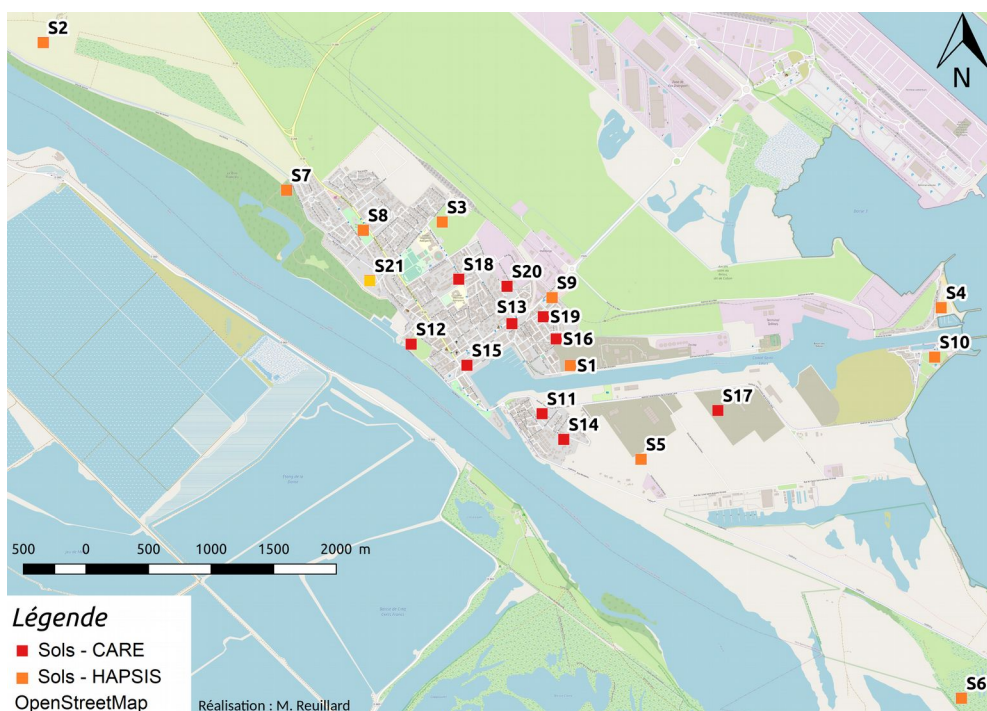 S2
N
S7
S3
S8
S21
S18
S20
S9
S13
S19
S4
S12
S16
S10
S15
S1
S11
S17
S14
S5
500 0 500 1000 1500 2000 m
Légende
Sols - CARE
Sols - HAPSIS
OpenStreetMap
Réalisation : M. Reuillard
S6